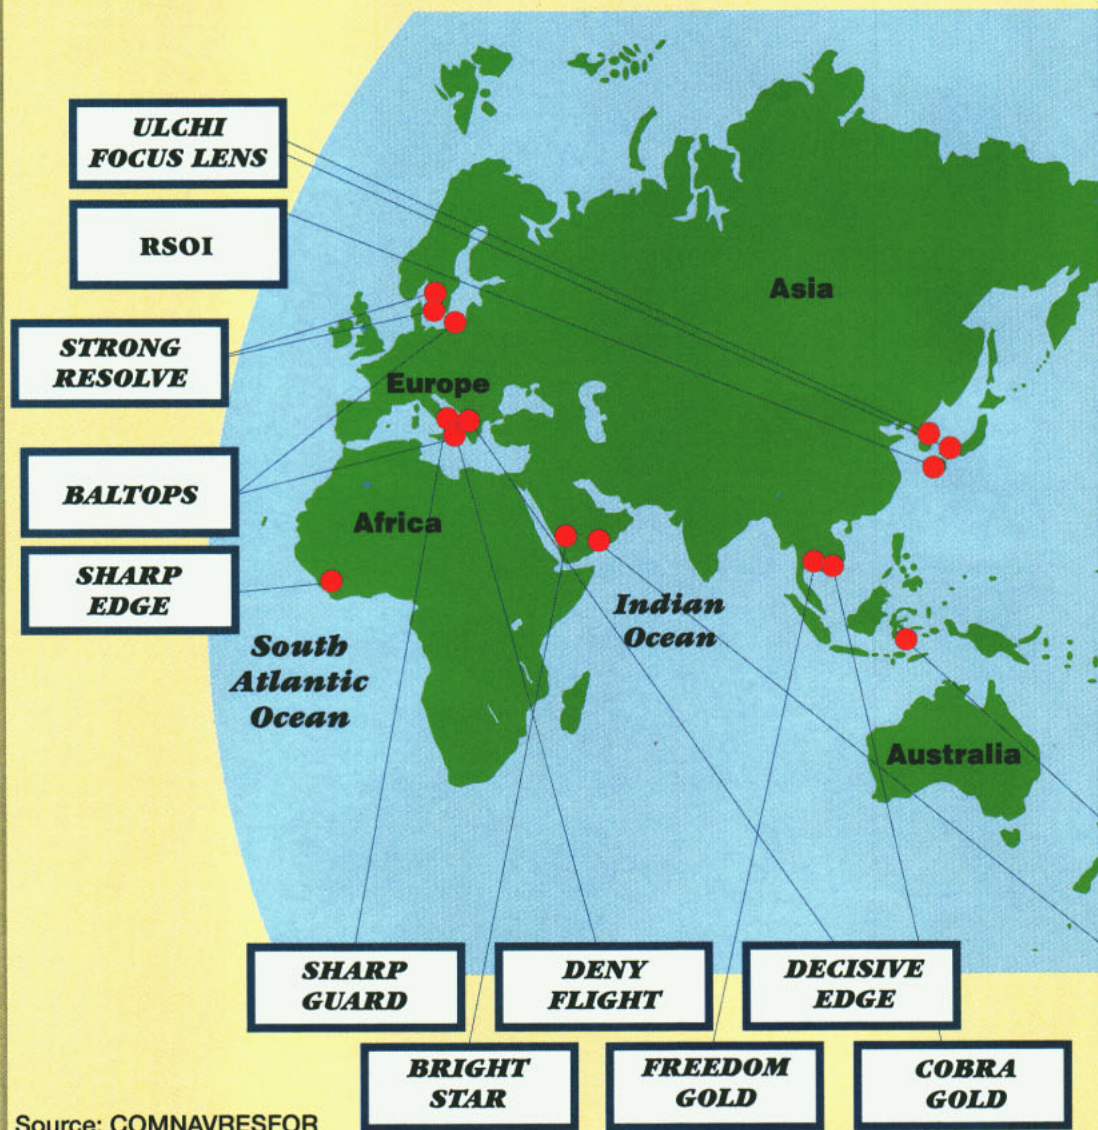 ULCHI
FOCUS LENS
RSOI
STRONG
RESOLVE
BALTOPS
SHARP
EDGE
Asia
Europe
Africa
Indian
Ocean
South
Atlantic
Ocean
Australia
SHARP
GUARD
DENY
FLIGHT
DECISIVE
EDGE
BRIGHT
STAR
FREEDOM
GOLD
COBRA
GOLD
Source: COMNAVRESFOR